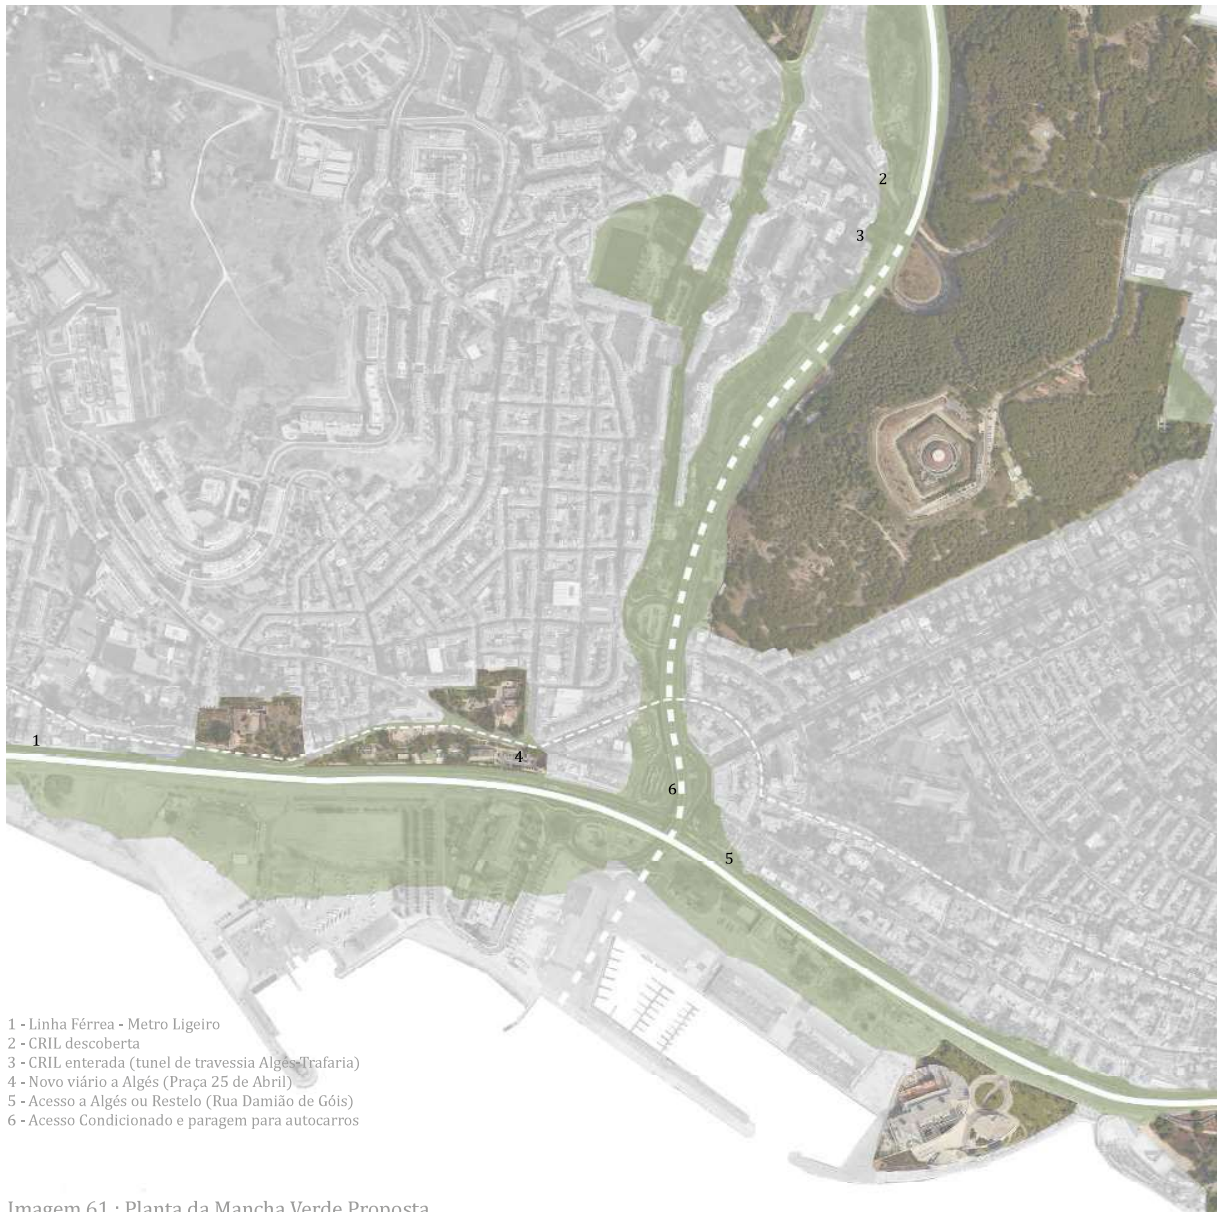 2
3
1
4
6
5
1 - Linha Férrea - Metro Ligeiro
2 - CRIL descoberta
3 - CRIL enterada (tunel de travessia Algés-Trafaria)
4 - Novo viário a Algés (Praça 25 de Abril)
5 - Acesso a Algés ou Restelo (Rua Damião de Góis)
6 - Acesso Condicionado e paragem para autocarros
Imagem 61 : Planta da Mancha Verde Proposta